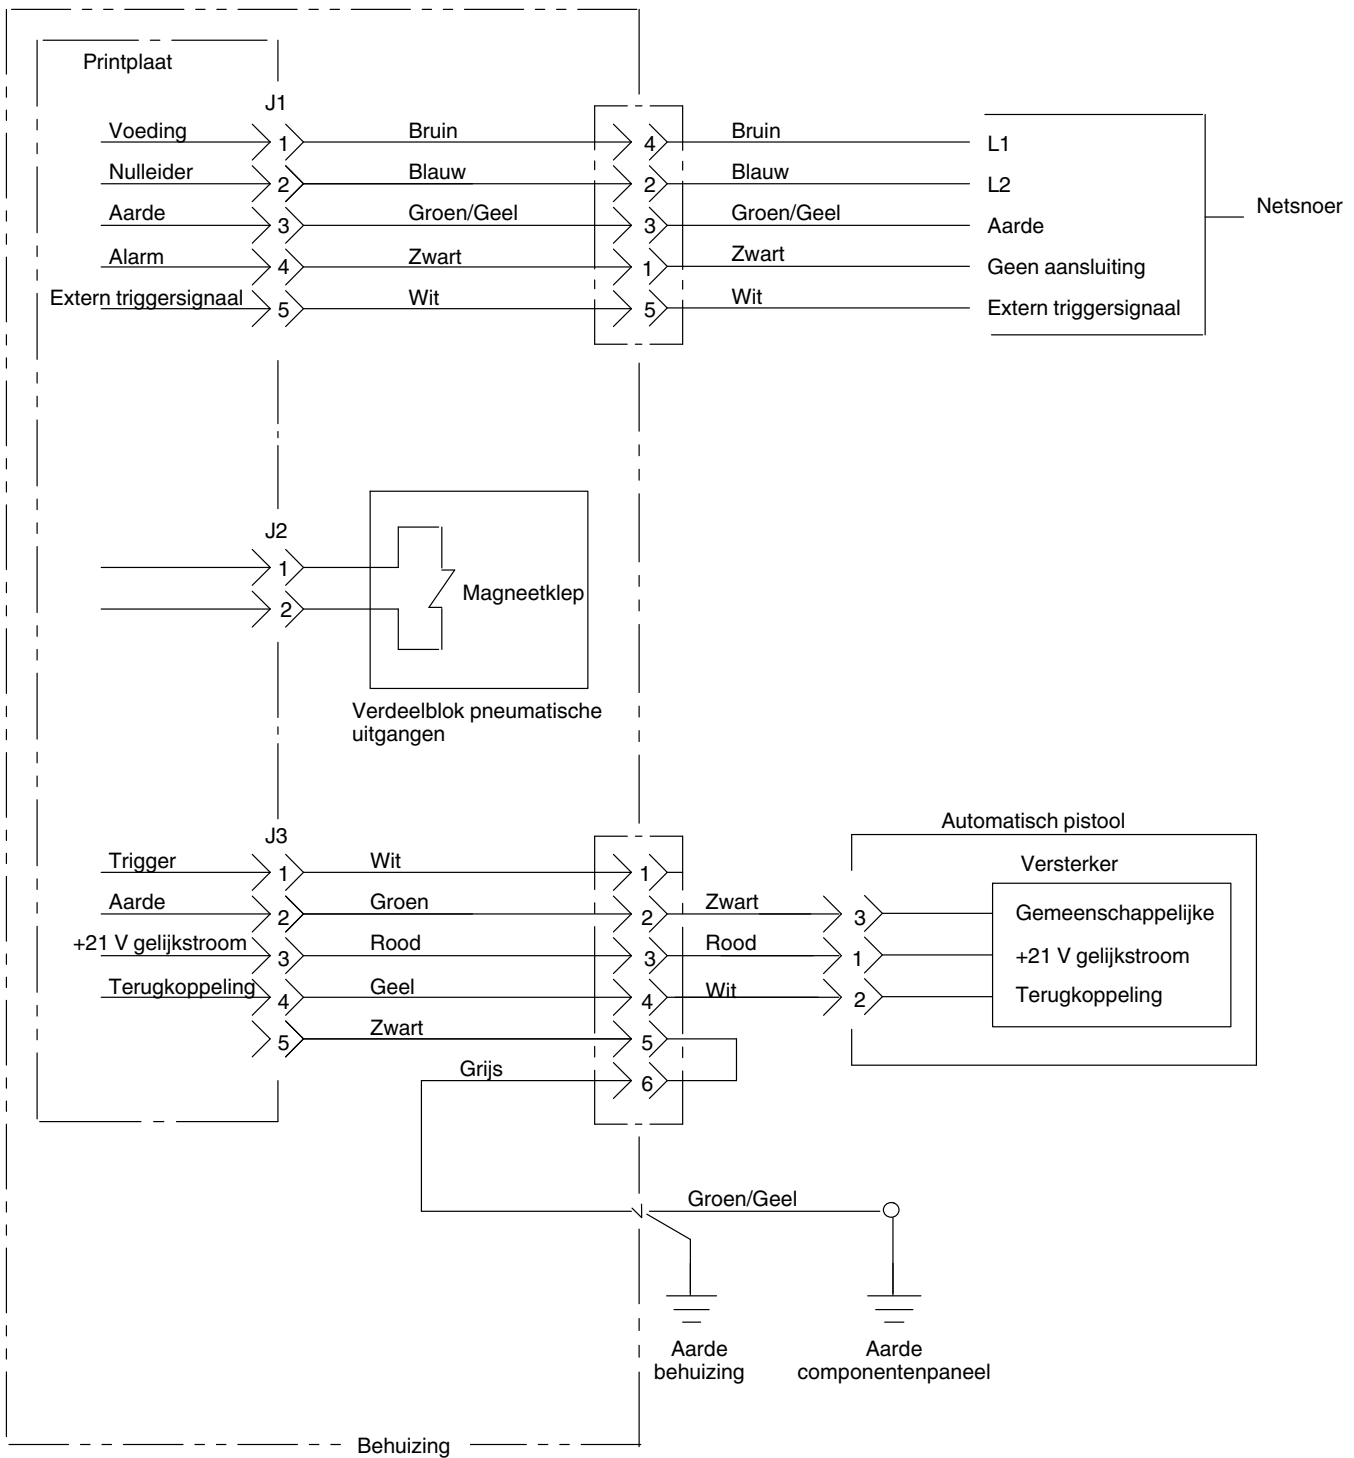 Printplaat
J1
Voeding 1 Bruin 4 Bruin L1
Nulleider 2 Blauw 2 Blauw L2
Aarde 3 Groen/Geel 3 Groen/Geel Aarde
Netsnoer
Alarm 4 Zwart 1 Zwart Geen aansluiting
Extern triggersignaal 5 Wit 5 Wit Extern triggersignaal
J2
1
2
Magneetklep
Verdeelblok pneumatische
uitgangen
Automatisch pistool
Versterker
J3
Trigger 1 Wit 1
Aarde 2 Groen 2 Zwart 3 Gemeenschappelijke
+21 V gelijkstroom 3 Rood 3 Rood 1 +21 V gelijkstroom
Terugkoppeling 4 Geel 4 Wit 2 Terugkoppeling
5 Zwart 5
Grijs 6
Groen/Geel
Aarde
behuizing
Aarde
componentenpaneel
Behuizing